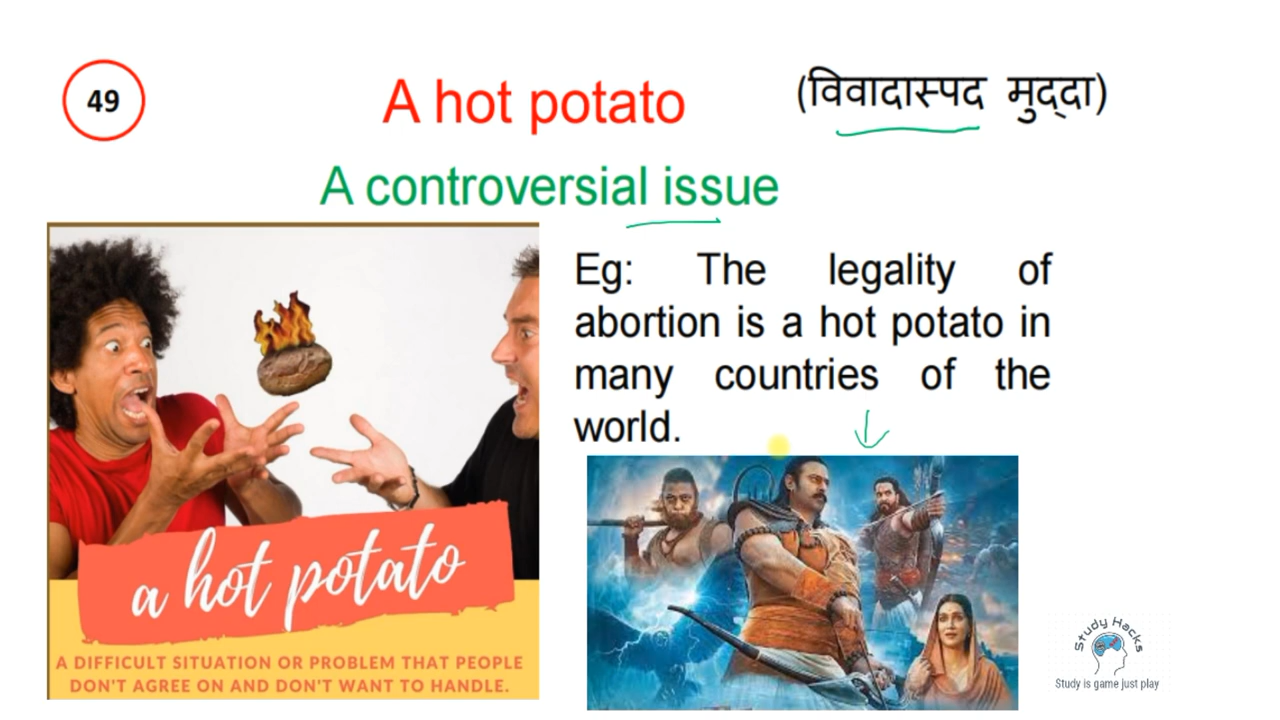 49
A hot potato
(विवादास्पद मुद्दा)
A controversial issue
Eg: The legality of
abortion is a hot potato in
many countries of the
world.
a hot potato
A DIFFICULT SITUATION OR PROBLEM THAT PEOPLE
DON'T AGREE ON AND DON'T WANT TO HANDLE.
Study Hacks
Study is game just play